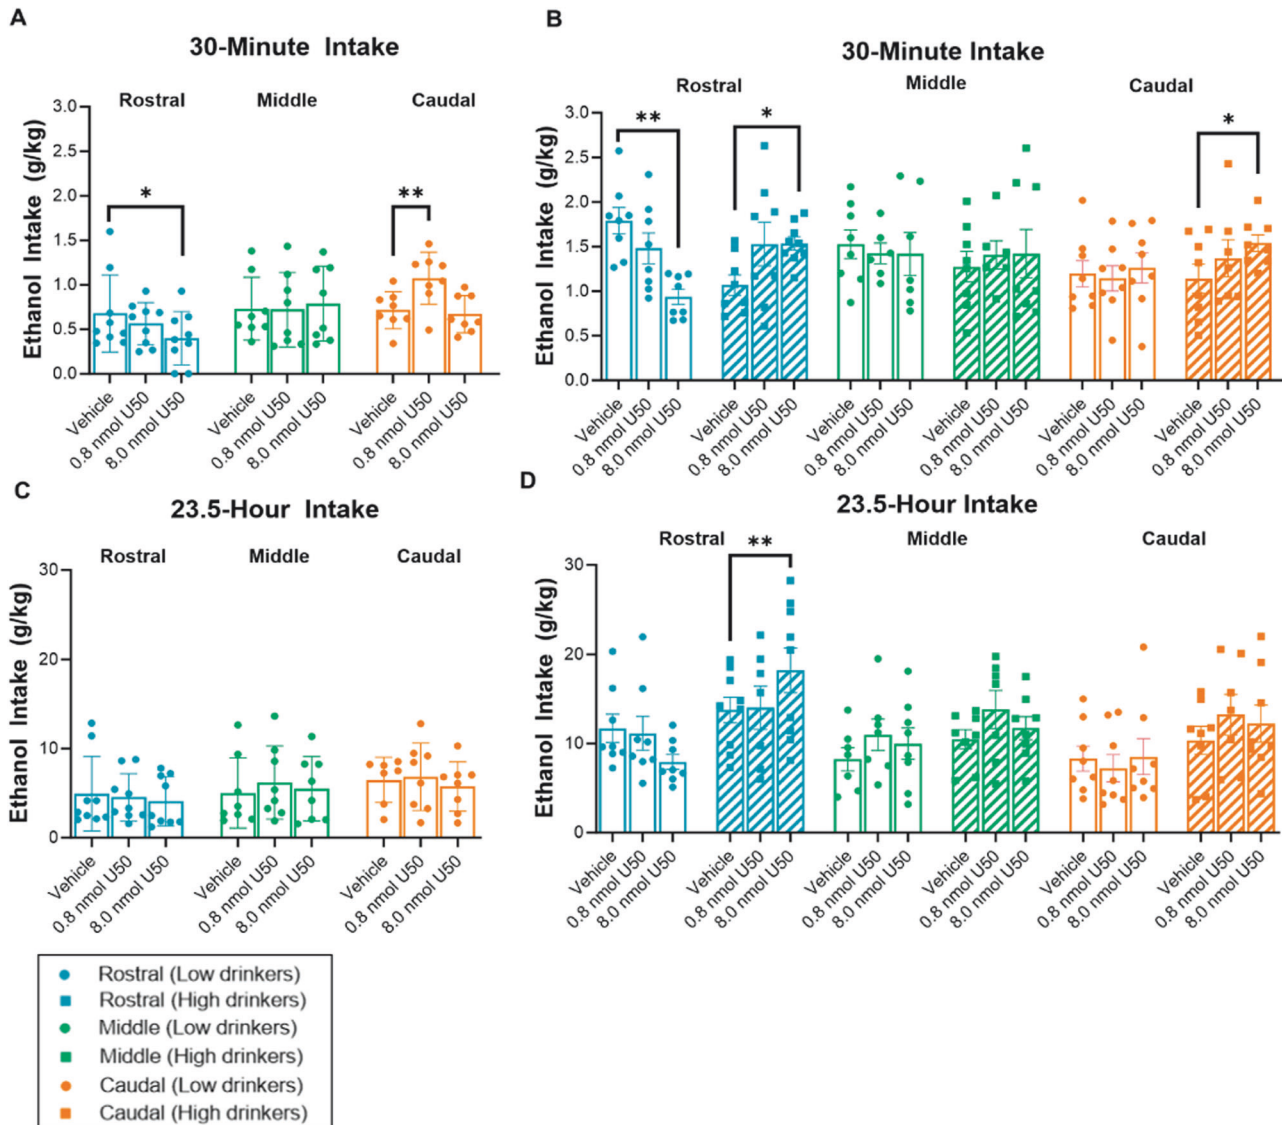 A
30-Minute Intake
Rostral Middle Caudal
Ethanol Intake (g/kg)
3.0
2.5
2.0
1.5
1.0
0.5
0.0
*
**
Vehicle
0.8 nmol U50
8.0 nmol U50
Vehicle
0.8 nmol U50
8.0 nmol U50
Vehicle
0.8 nmol U50
8.0 nmol U50
B
30-Minute Intake
Rostral Middle Caudal
Ethanol Intake (g/kg)
3.0
2.5
2.0
1.5
1.0
0.5
0.0
**
*
*
Vehicle
0.8 nmol U50
8.0 nmol U50
Vehicle
0.8 nmol U50
8.0 nmol U50
Vehicle
0.8 nmol U50
8.0 nmol U50
Vehicle
0.8 nmol U50
8.0 nmol U50
Vehicle
0.8 nmol U50
8.0 nmol U50
Vehicle
0.8 nmol U50
8.0 nmol U50
C
23.5-Hour Intake
Rostral Middle Caudal
Ethanol Intake (g/kg)
30
20
10
0
Vehicle
0.8 nmol U50
8.0 nmol U50
Vehicle
0.8 nmol U50
8.0 nmol U50
Vehicle
0.8 nmol U50
8.0 nmol U50
D
23.5-Hour Intake
Rostral Middle Caudal
Ethanol Intake (g/kg)
30
20
10
0
**
Vehicle
0.8 nmol U50
8.0 nmol U50
Vehicle
0.8 nmol U50
8.0 nmol U50
Vehicle
0.8 nmol U50
8.0 nmol U50
Vehicle
0.8 nmol U50
8.0 nmol U50
Vehicle
0.8 nmol U50
8.0 nmol U50
Vehicle
0.8 nmol U50
8.0 nmol U50
Rostral (Low drinkers)
Rostral (High drinkers)
Middle (Low drinkers)
Middle (High drinkers)
Caudal (Low drinkers)
Caudal (High drinkers)